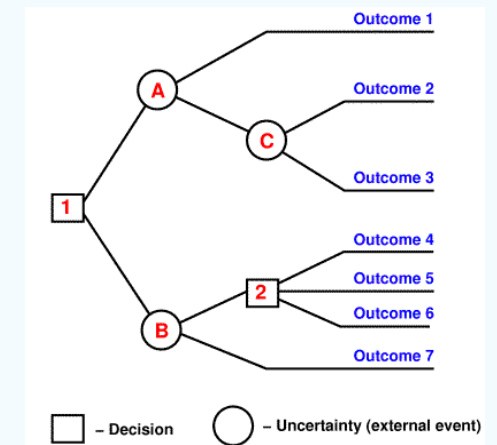 Outcome 1
A
Outcome 2
C
Outcome 3
1
Outcome 4
Outcome 5
2
Outcome 6
B
Outcome 7
– Decision
– Uncertainty (external event)